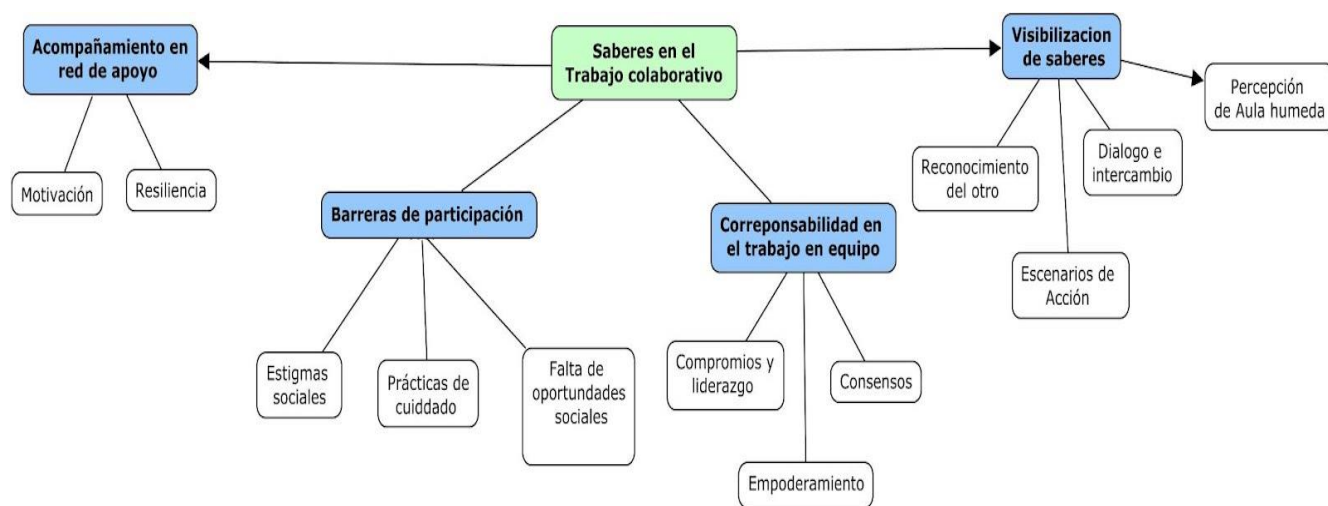 Acompañamiento en
red de apoyo
Motivación
Resiliencia
Saberes en el
Trabajo colaborativo
Barreras de participación
Estigmas
sociales
Prácticas de
cuiddado
Falta de
oportundades
sociales
Correponsabilidad en
el trabajo en equipo
Compromios y
liderazgo
Empoderamiento
Consensos
Visibilizacion
de saberes
Reconocimiento
del otro
Escenarios de
Acción
Dialogo e
intercambio
Percepción
de Aula humeda